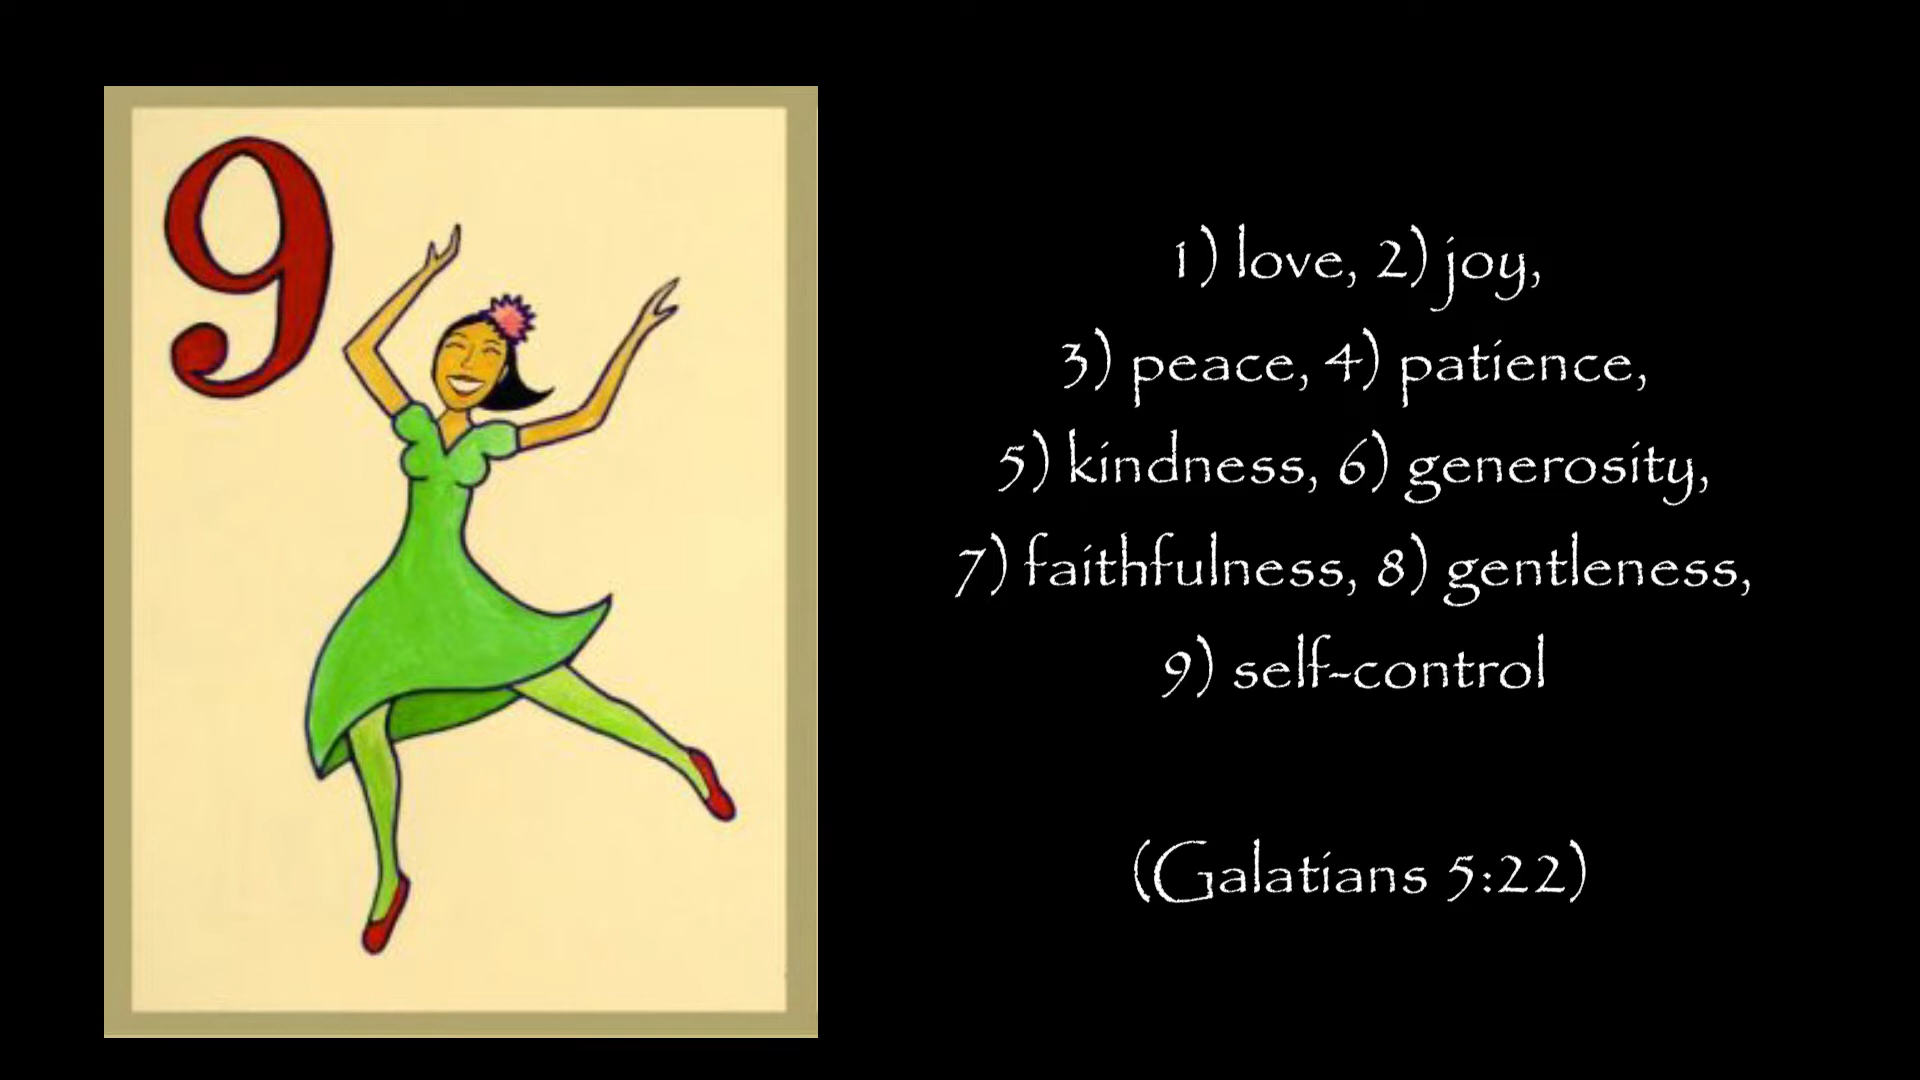 9
1) love, 2) joy,
3) peace, 4) patience,
5) kindness, 6) generosity,
7) faithfulness, 8) gentleness,
9) self-control
(Galatians 5:22)